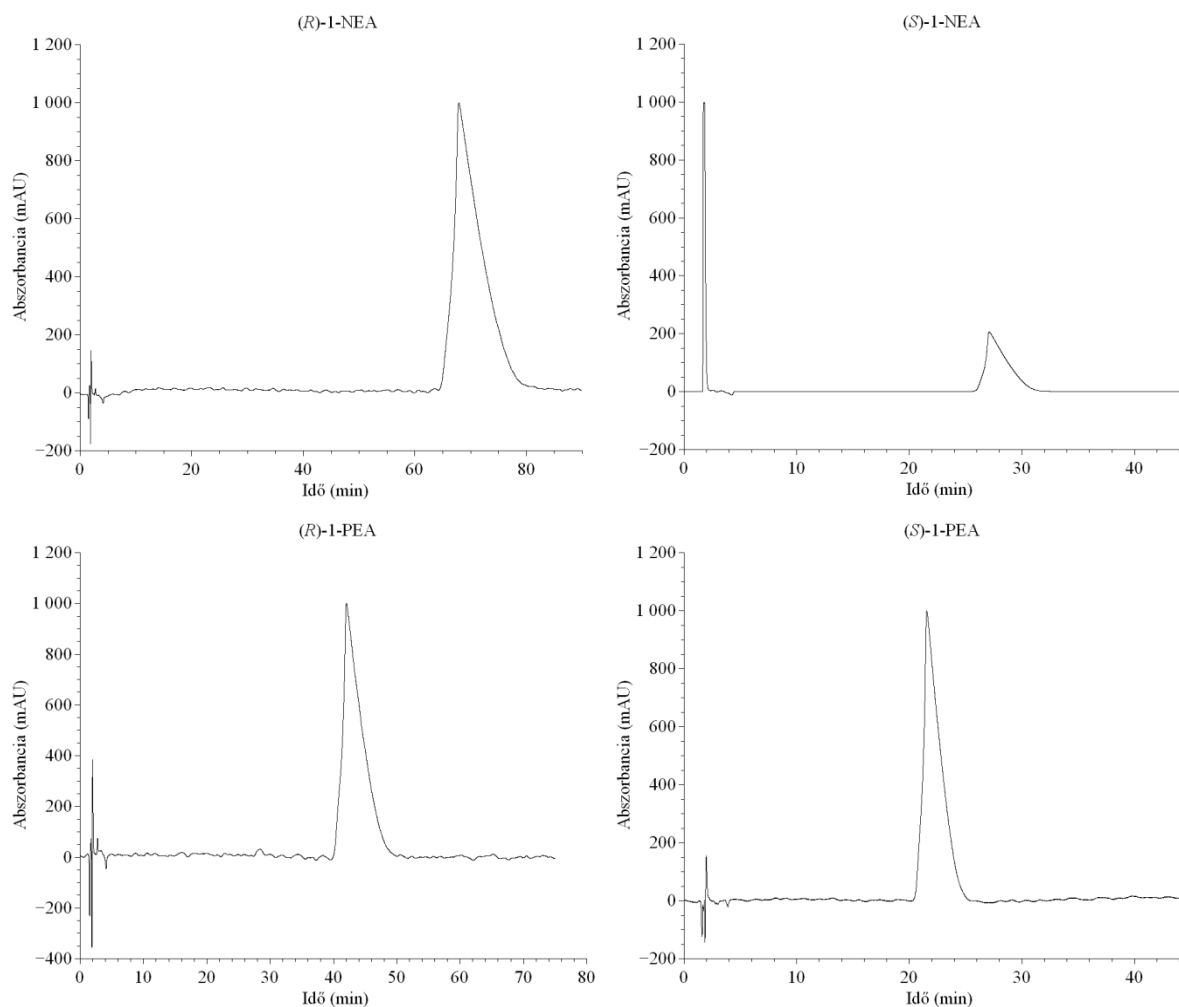 (R)-1-NEA
1 200
1 000
800
600
400
200
0
−200
Abszorbancia (mAU)
0 20 40 60 80
Idő (min)
(S)-1-NEA
1 200
1 000
800
600
400
200
0
−200
Abszorbancia (mAU)
0 10 20 30 40
Idő (min)
(R)-1-PEA
1 200
1 000
800
600
400
200
0
−200
−400
Abszorbancia (mAU)
0 10 20 30 40 50 60 70 80
Idő (min)
(S)-1-PEA
1 200
1 000
800
600
400
200
0
−200
Abszorbancia (mAU)
0 10 20 30 40
Idő (min)